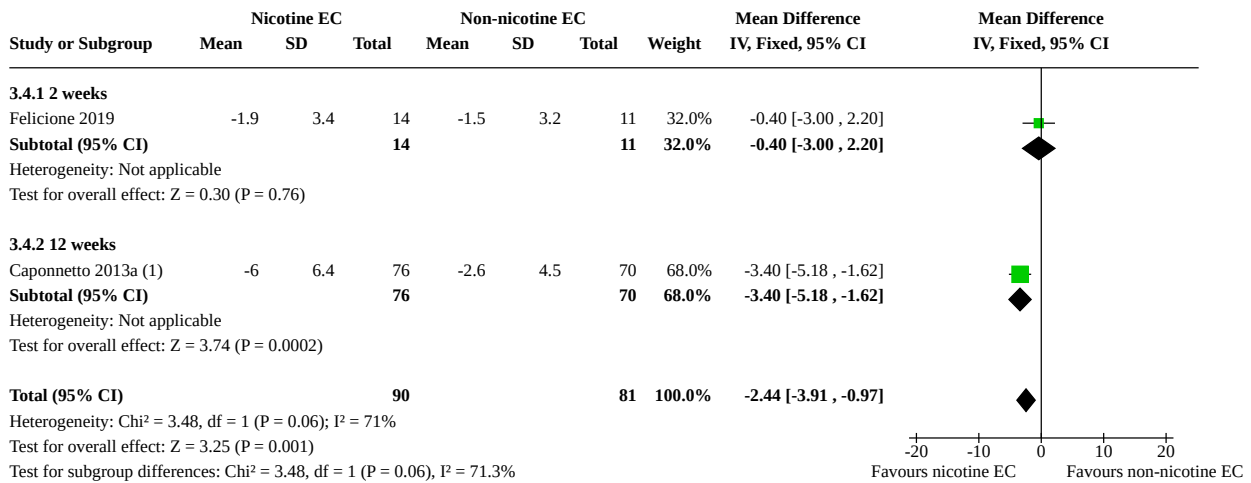 Nicotine EC Non-nicotine EC Mean Difference Mean Difference
Study or Subgroup Mean SD Total Mean SD Total Weight IV, Fixed, 95% CI IV, Fixed, 95% CI
3.4.1 2 weeks
Felicione 2019 -1.9 3.4 14 -1.5 3.2 11 32.0% -0.40 [-3.00 , 2.20]
Subtotal (95% CI) 14 11 32.0% -0.40 [-3.00 , 2.20]
Heterogeneity: Not applicable
Test for overall effect: Z = 0.30 (P = 0.76)
3.4.2 12 weeks
Caponnetto 2013a (1) -6 6.4 76 -2.6 4.5 70 68.0% -3.40 [-5.18 , -1.62]
Subtotal (95% CI) 76 70 68.0% -3.40 [-5.18 , -1.62]
Heterogeneity: Not applicable
Test for overall effect: Z = 3.74 (P = 0.0002)
Total (95% CI) 90 81 100.0% -2.44 [-3.91 , -0.97]
Heterogeneity: Chi² = 3.48, df = 1 (P = 0.06); I² = 71%
Test for overall effect: Z = 3.25 (P = 0.001)
-20 -10 0 10 20
Test for subgroup differences: Chi² = 3.48, df = 1 (P = 0.06), I² = 71.3% Favours nicotine EC Favours non-nicotine EC